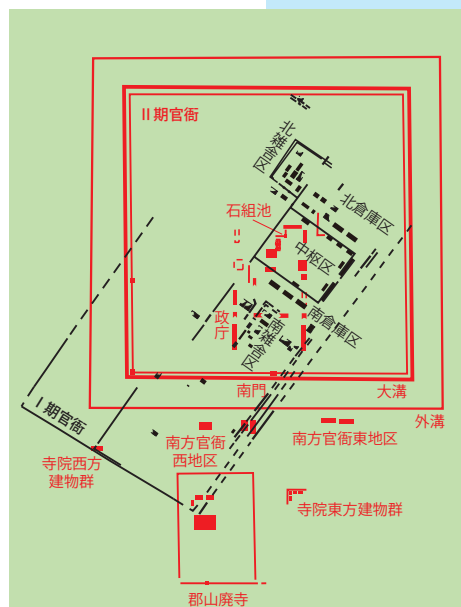 II期官衙
北雑舎区
北倉庫区
石組池
中枢区
政庁
南雑舎区
南倉庫区
南門
大溝
外溝
I期官衙
寺院西方
建物群
南方官衙
西地区
南方官衙東地区
寺院東方建物群
郡山廃寺